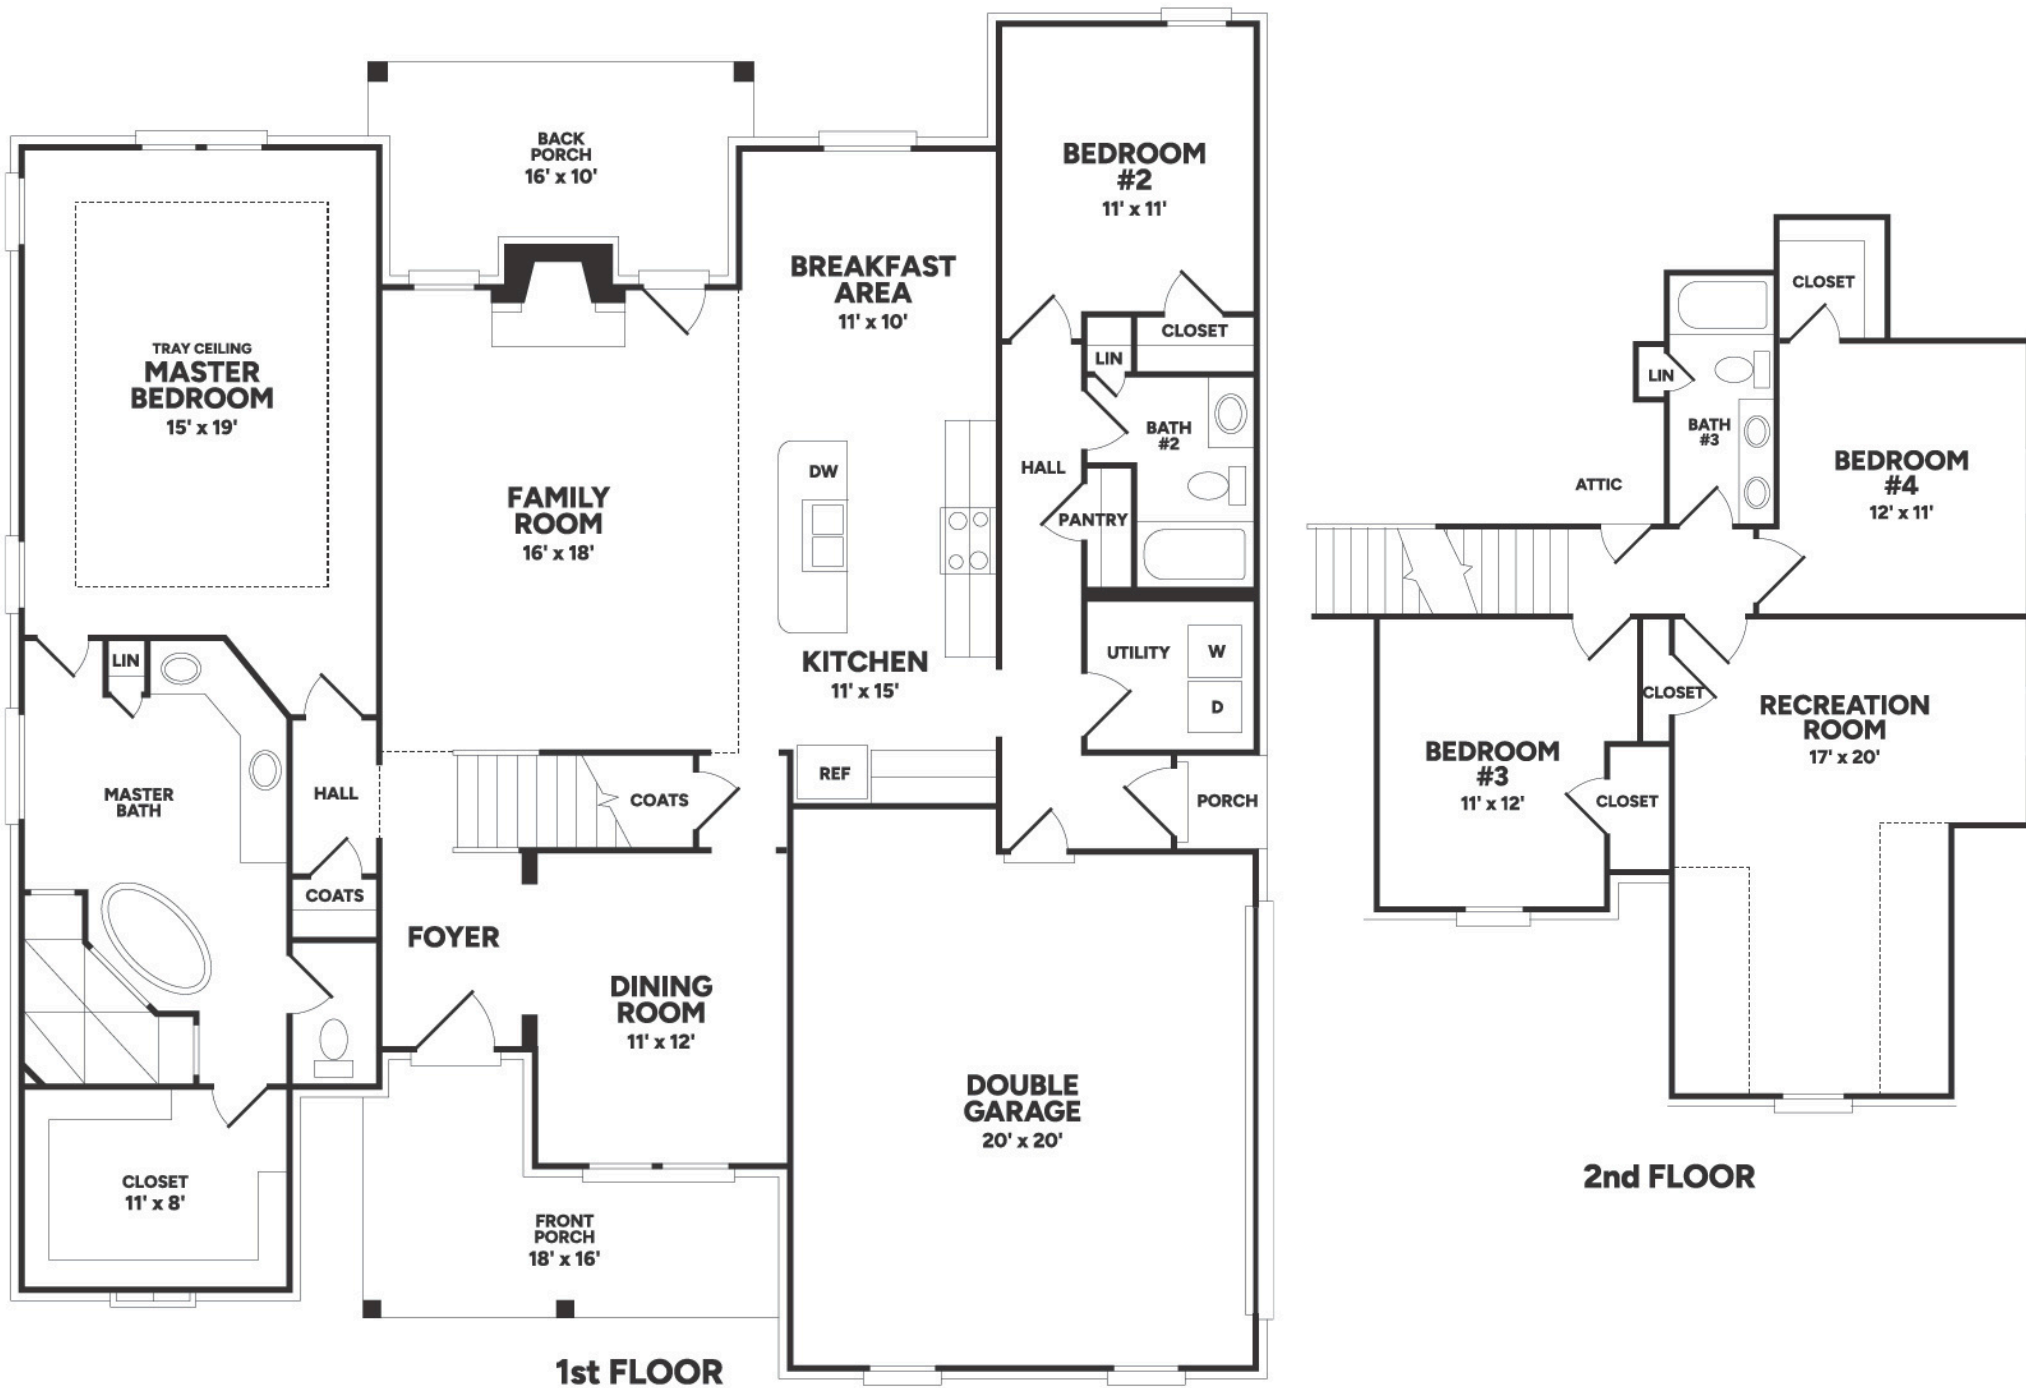 BACK
PORCH
16' x 10'
BEDROOM
#2
11' x 11'
BREAKFAST
AREA
11' x 10'
TRAY CEILING
MASTER
BEDROOM
15' x 19'
CLOSET
LIN
BATH
#2
HALL
DW
FAMILY
ROOM
16' x 18'
PANTRY
KITCHEN
11' x 15'
UTILITY
W
D
LIN
MASTER
BATH
HALL
COATS
REF
PORCH
COATS
FOYER
DINING
ROOM
11' x 12'
DOUBLE
GARAGE
20' x 20'
CLOSET
11' x 8'
FRONT
PORCH
18' x 16'
1st FLOOR
CLOSET
LIN
BATH
#3
BEDROOM
#4
12' x 11'
ATTIC
CLOSET
RECREATION
ROOM
17' x 20'
BEDROOM
#3
11' x 12'
CLOSET
2nd FLOOR